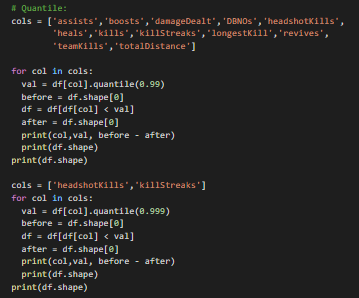 # Quantile:
cols = ['assists','boosts','damageDealt','DBNOs','headshotKills',
'heals','kills','killStreaks','longestKill','revives',
'teamKills','totalDistance']
for col in cols:
val = df[col].quantile(0.99)
before = df.shape[0]
df = df[df[col] < val]
after = df.shape[0]
print(col,val, before - after)
print(df.shape)
print(df.shape)
cols = ['headshotKills','killStreaks']
for col in cols:
val = df[col].quantile(0.999)
before = df.shape[0]
df = df[df[col] < val]
after = df.shape[0]
print(col,val, before - after)
print(df.shape)
print(df.shape)